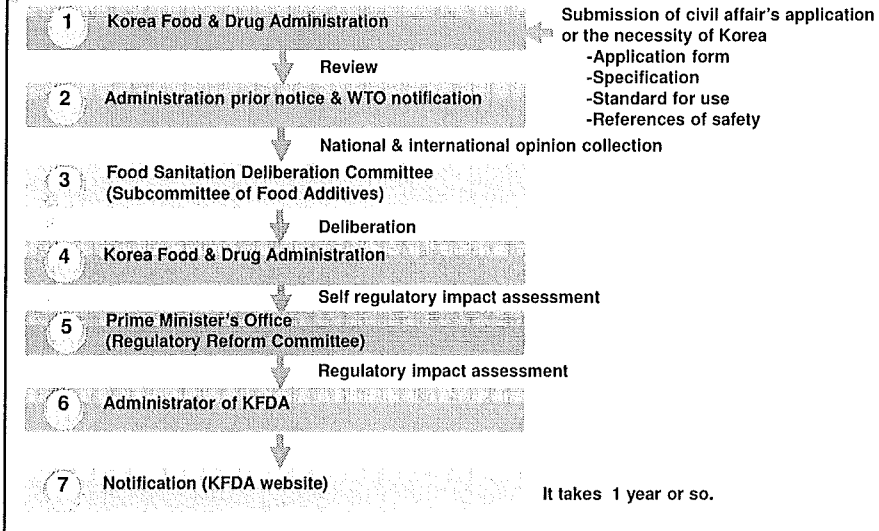 1 Korea Food & Drug Administration
Submission of civil affair's application
or the necessity of Korea
-Application form
-Specification
-Standard for use
-References of safety
Review
2 Administration prior notice & WTO notification
National & international opinion collection
3 Food Sanitation Deliberation Committee
(Subcommittee of Food Additives)
Deliberation
4 Korea Food & Drug Administration
Self regulatory impact assessment
5 Prime Minister's Office
(Regulatory Reform Committee)
Regulatory impact assessment
6 Administrator of KFDA
7 Notification (KFDA website)
It takes 1 year or so.